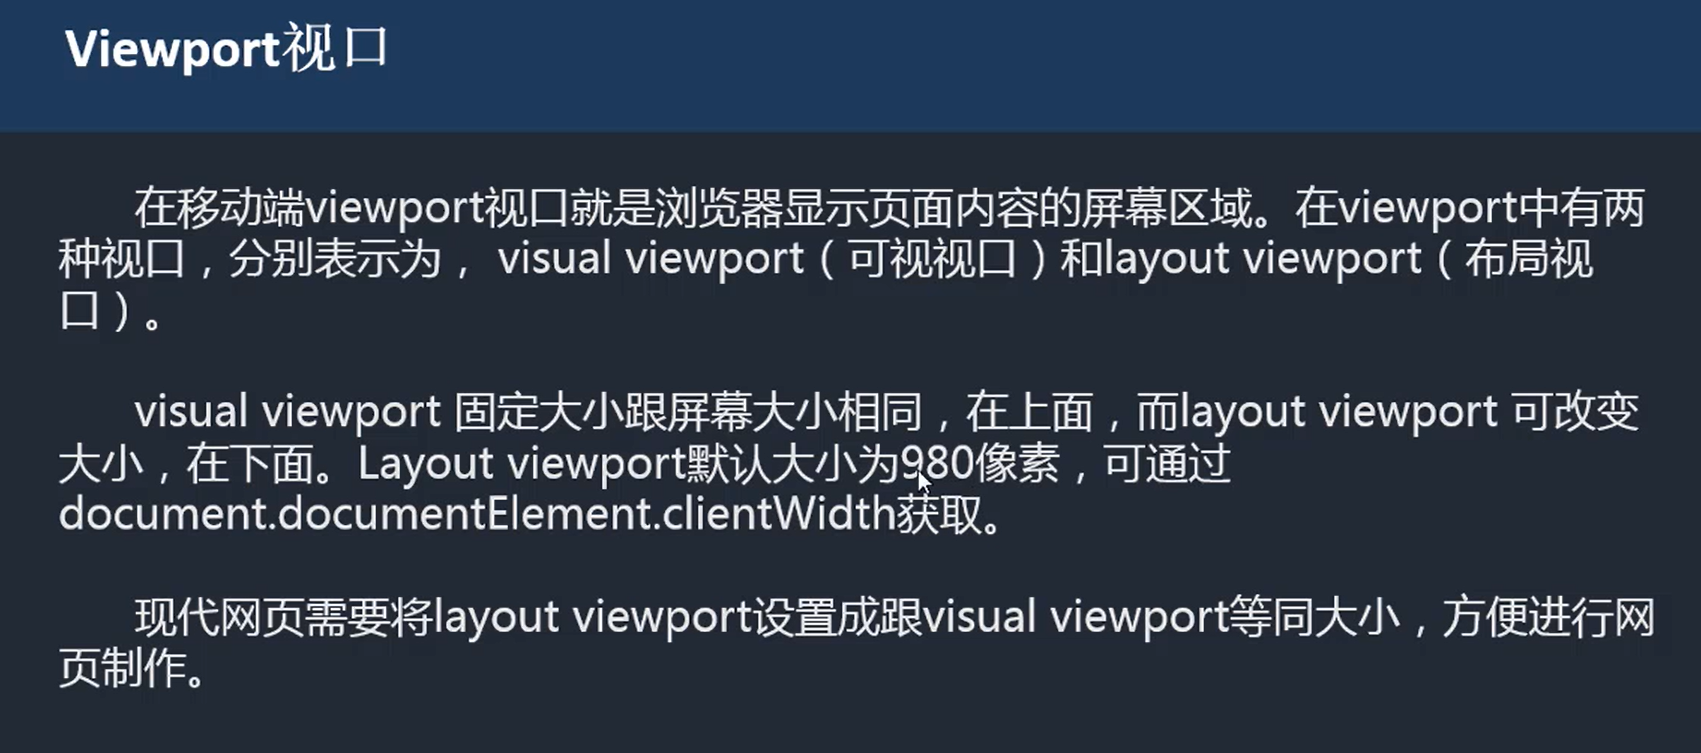 Viewport视口
在移动端viewport视口就是浏览器显示页面内容的屏幕区域。在viewport中有两
种视口，分别表示为， visual viewport（可视视口）和layout viewport（布局视
口）。
visual viewport 固定大小跟屏幕大小相同，在上面，而layout viewport 可改变
大小，在下面。Layout viewport默认大小为980像素，可通过
document.documentElement.clientWidth获取。
现代网页需要将layout viewport设置成跟visual viewport等同大小，方便进行网
页制作。